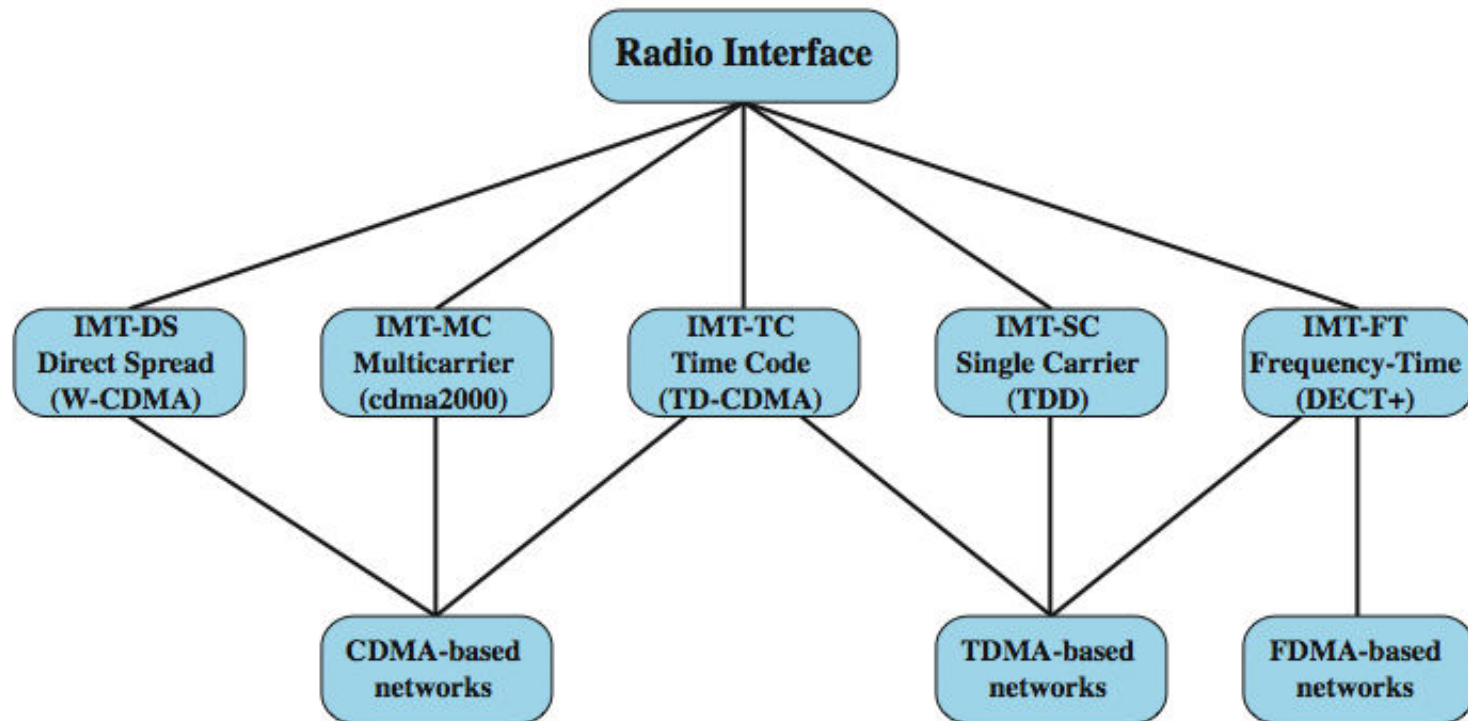 Radio Interface
IMT-DS
Direct Spread
(W-CDMA)
IMT-MC
Multicarrier
(cdma2000)
IMT-TC
Time Code
(TD-CDMA)
IMT-SC
Single Carrier
(TDD)
IMT-FT
Frequency-Time
(DECT+)
CDMA-based
networks
TDMA-based
networks
FDMA-based
networks